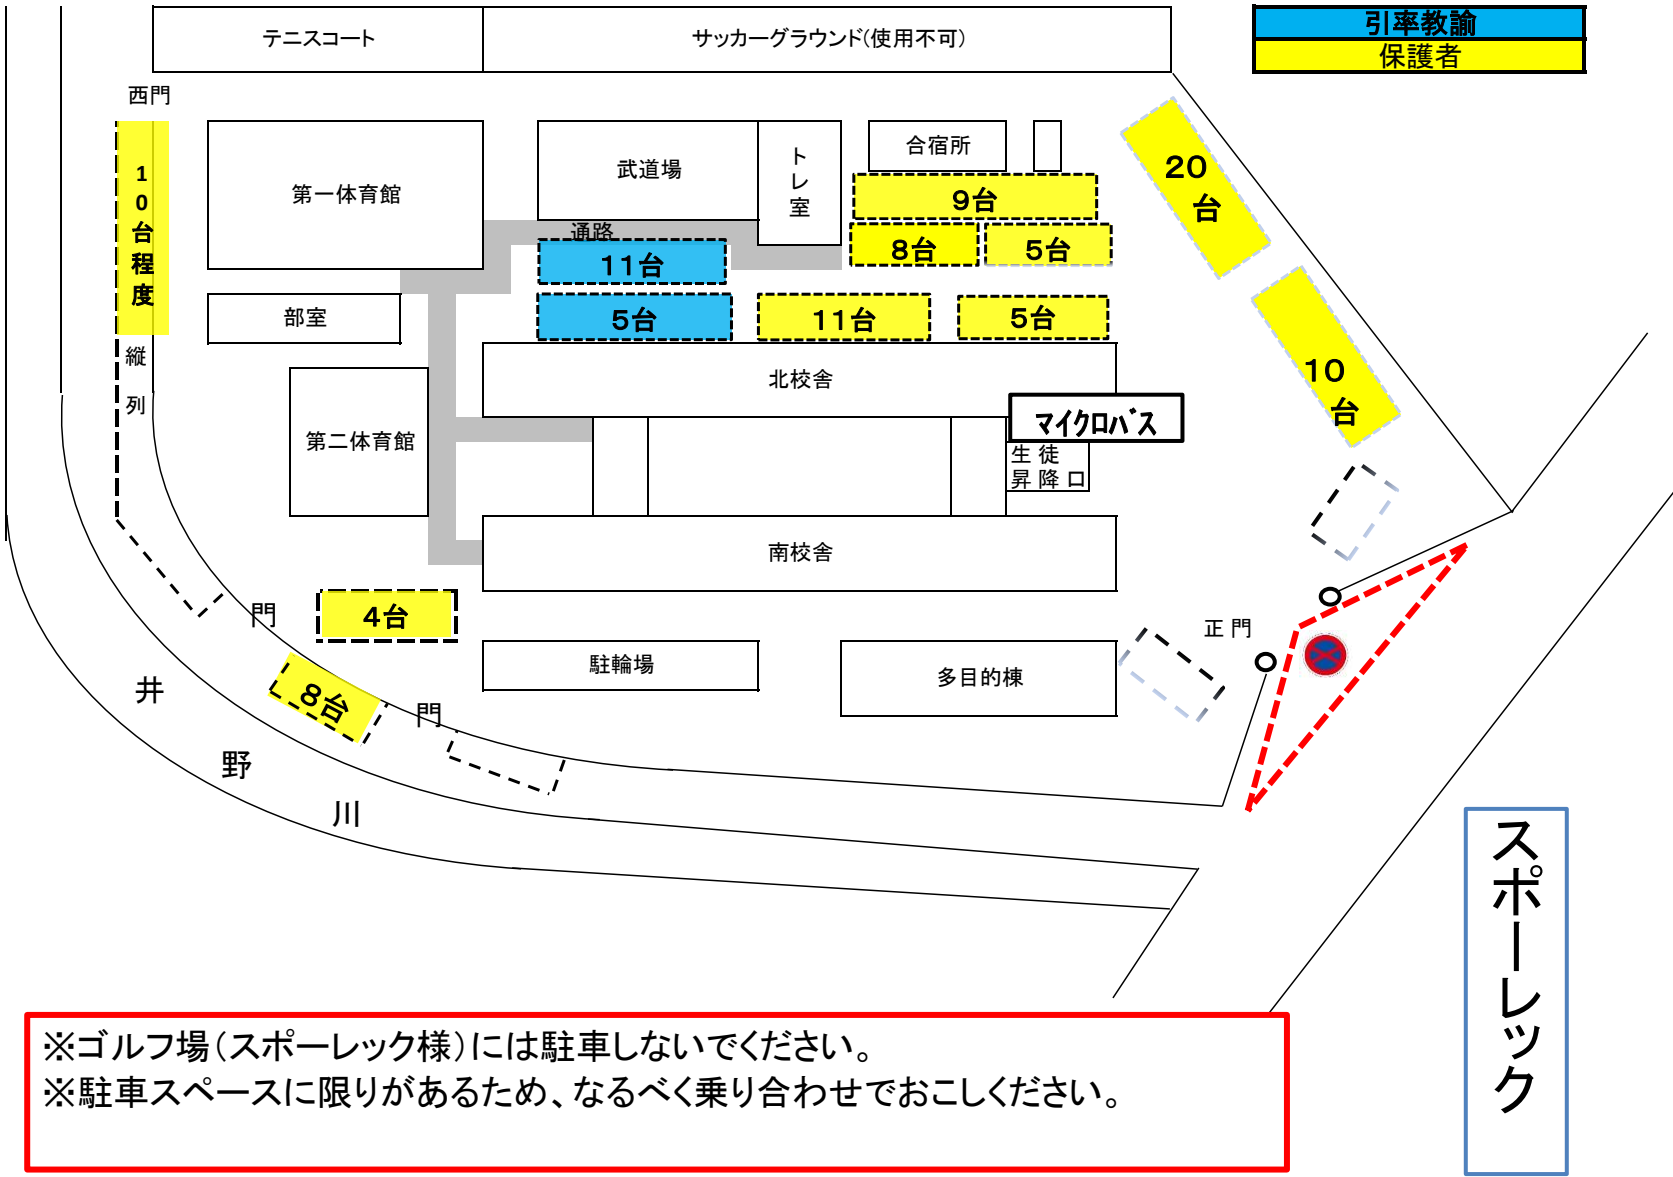 テニスコート
サッカーグラウンド(使用不可)
引率教諭
保護者
西門
10台程度
縦列
第一体育館
武道場
トレ室
合宿所
通路
9台
8台
5台
11台
5台
11台
5台
20台
10台
部室
北校舎
マイクロバス
第二体育館
生徒
昇降口
南校舎
門
4台
正門
駐輪場
多目的棟
8台
門
井野川
スポーレック
※ゴルフ場(スポーレック様)には駐車しないでください。
※駐車スペースに限りがあるため、なるべく乗り合わせでおこしください。